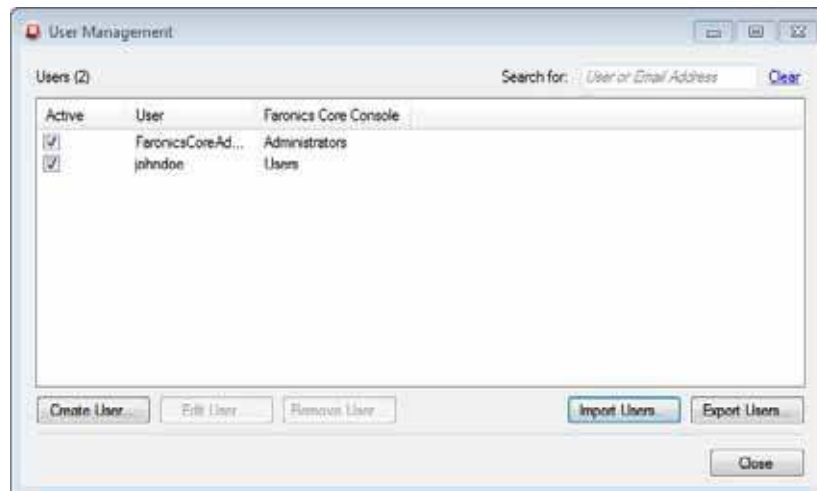 User Management
Users (2)
Search for: User or Email Address Clear
Active User Faronics Core Console
FaronicsCoreAd... Administrators
johndoe Users
Create User... Edit User... Remove User Import Users... Export Users...
Close